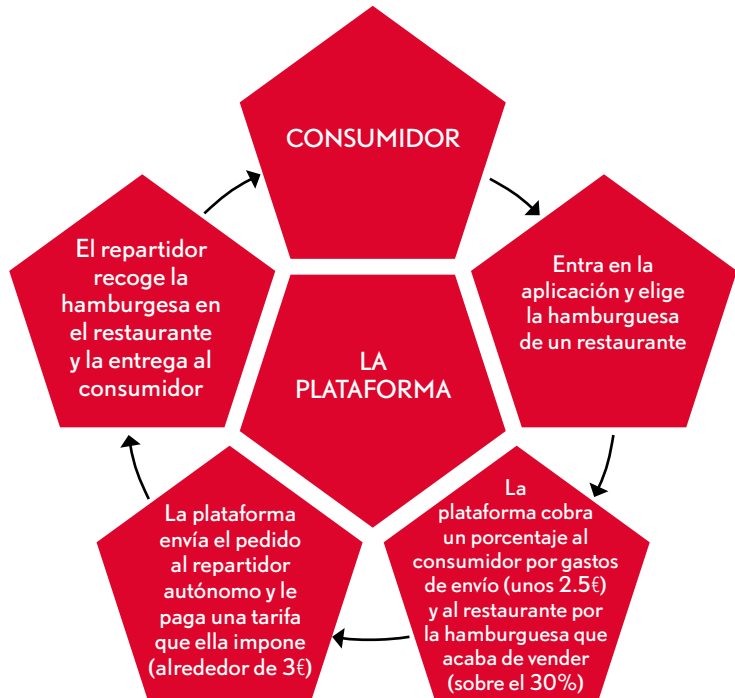 CONSUMIDOR
Entra en la
aplicación y elige
la hamburguesa
de un restaurante
La
plataforma cobra
un porcentaje al
consumidor por gastos
de envío (unos 2.5€)
y al restaurante por
la hamburguesa que
acaba de vender
(sobre el 30%)
La plataforma
envía el pedido
al repartidor
autónomo y le
paga una tarifa
que ella impone
(alrededor de 3€)
El repartidor
recoge la
hamburgesa en
el restaurante
y la entrega al
consumidor
LA
PLATAFORMA